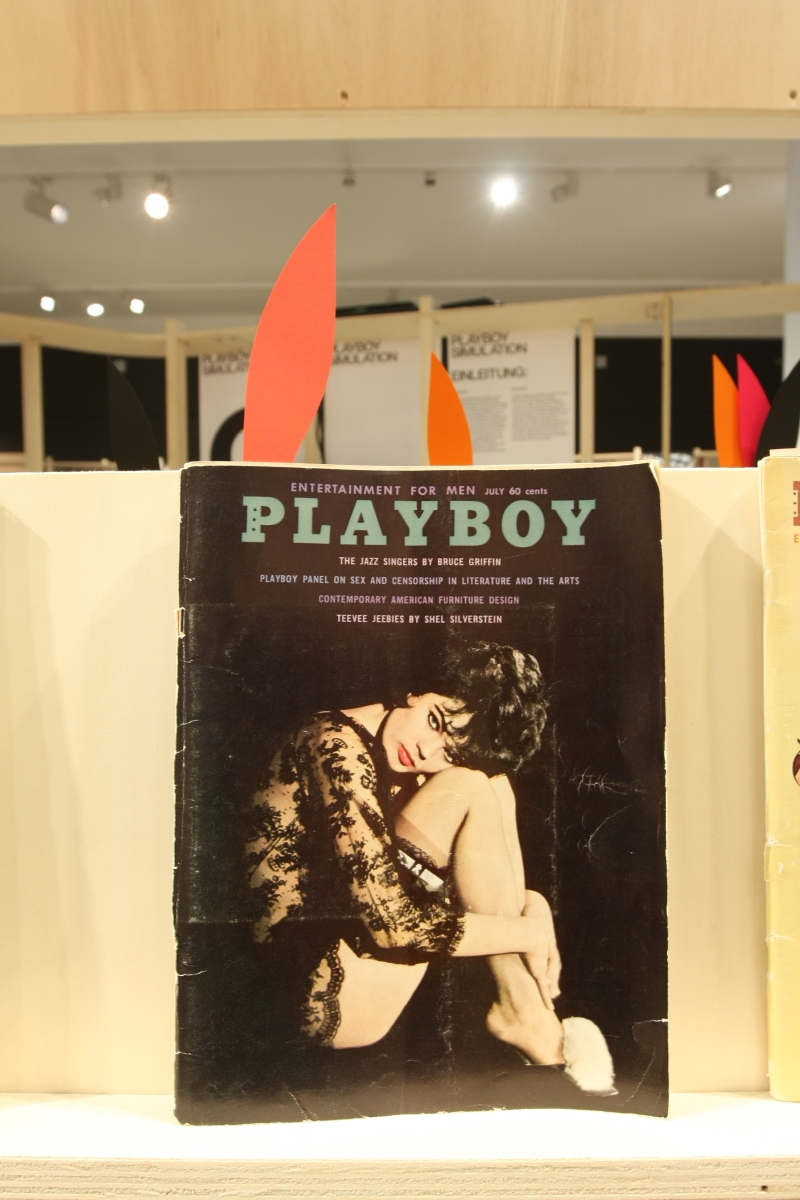 PLAYBOY
SIMULATION
PLAYBOY
SIMULATION
PLAYBOY
SIMULATION
EINLEITUNG:
ENTERTAINMENT FOR MEN JULY 60 cents
PLAYBOY
THE JAZZ SINGERS BY BRUCE GRIFFIN
PLAYBOY PANEL ON SEX AND CENSORSHIP IN LITERATURE AND THE ARTS
CONTEMPORARY AMERICAN FURNITURE DESIGN
TEEVEE JEEBIES BY SHEL SILVERSTEIN